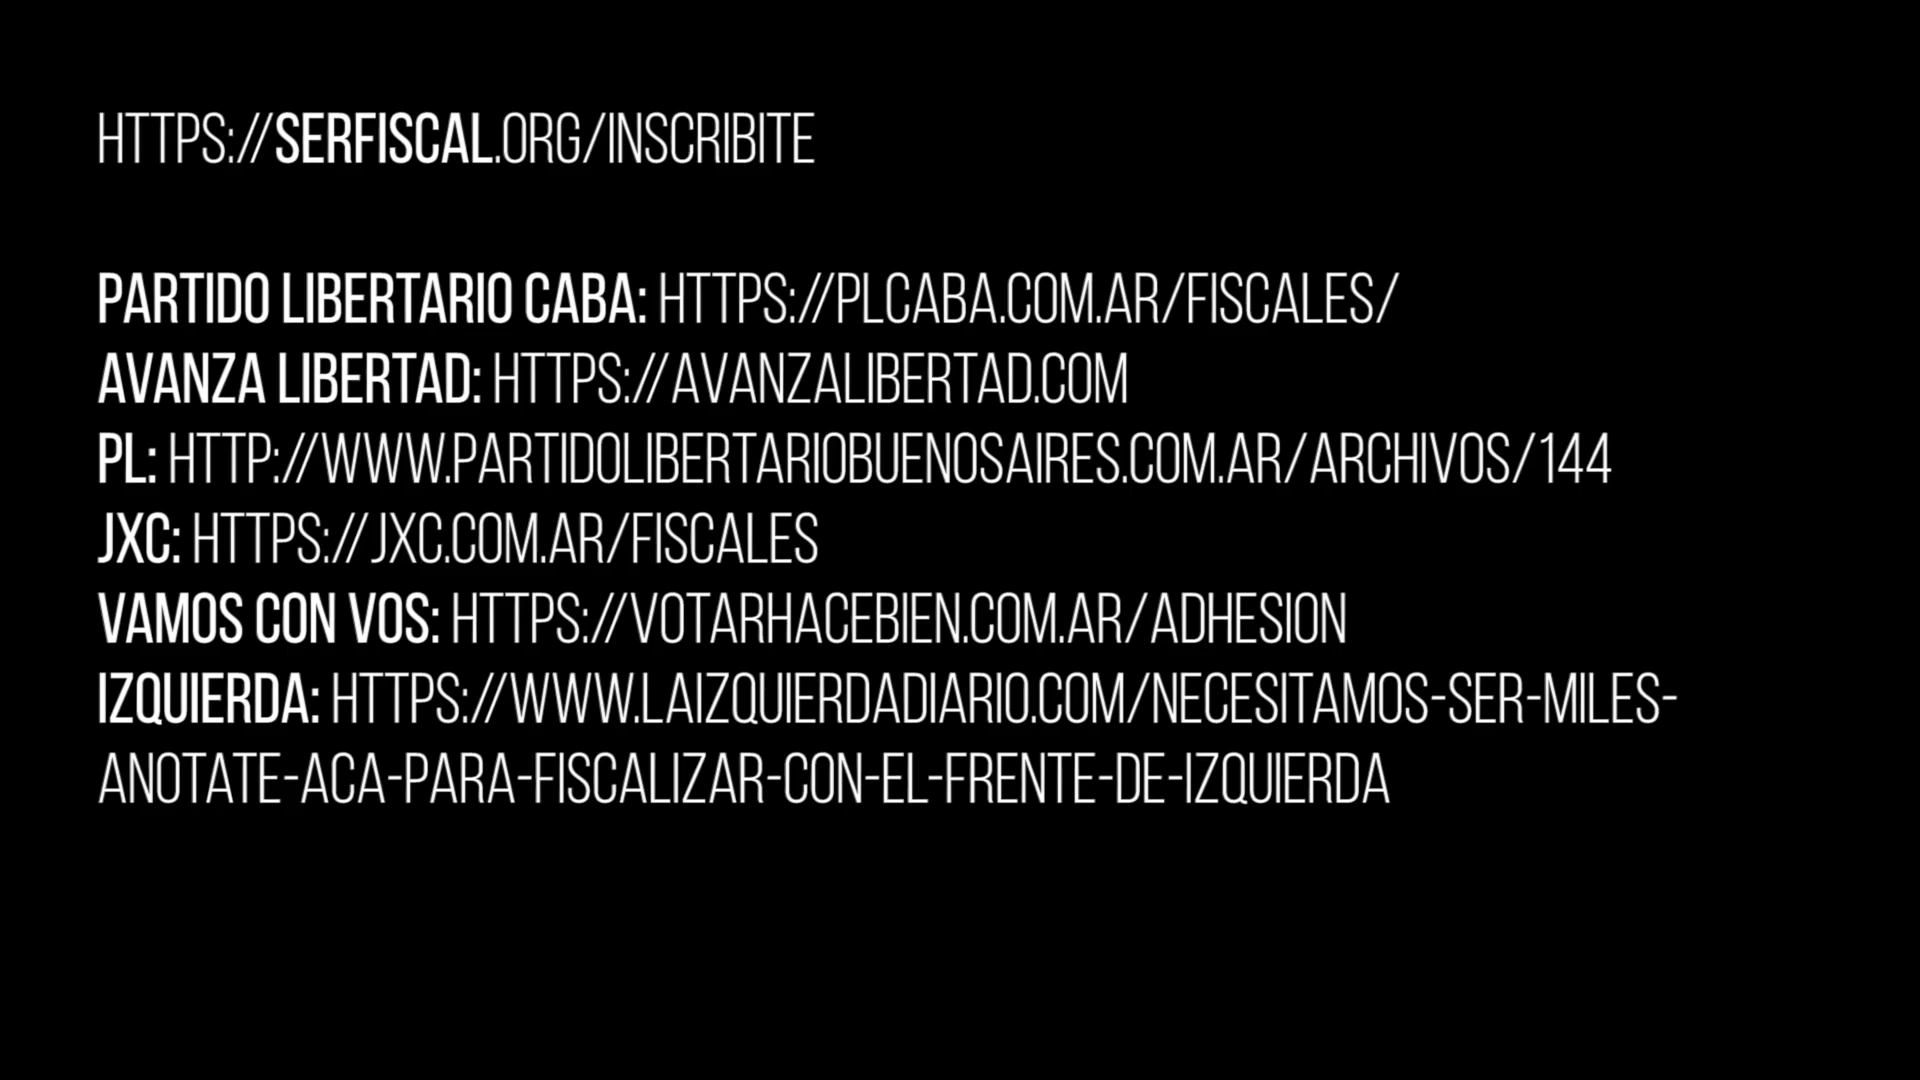 HTTPS://SERFISCAL.ORG/INSCRIBITE
PARTIDO LIBERTARIO CABA: HTTPS://PLCABA.COM.AR/FISCALES/
AVANZA LIBERTAD: HTTPS://AVANZALIBERTAD.COM
PL: HTTP://WWW.PARTIDOLIBERTARIOBUENOSAIRES.COM.AR/ARCHIVOS/144
JXC: HTTPS://JXC.COM.AR/FISCALES
VAMOS CON VOS: HTTPS://VOTARHACEBIEN.COM.AR/ADHESION
IZQUIERDA: HTTPS://WWW.LAIZQUIERDADIARIO.COM/NECESITAMOS-SER-MILES-
ANOTATE-ACA-PARA-FISCALIZAR-CON-EL-FRENTE-DE-IZQUIERDA